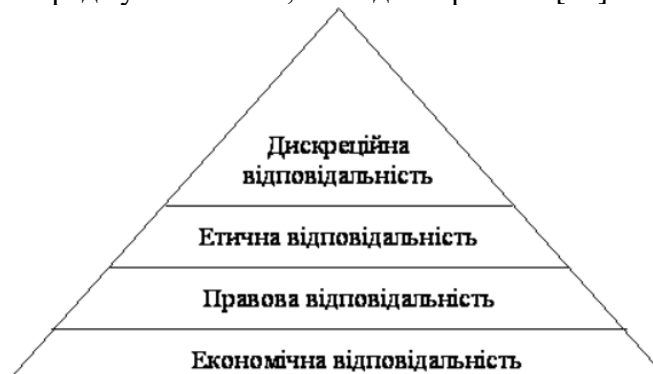 Дискреційна
відповідальність
Етична відповідальність
Правова відповідальність
Економічна відповідальність